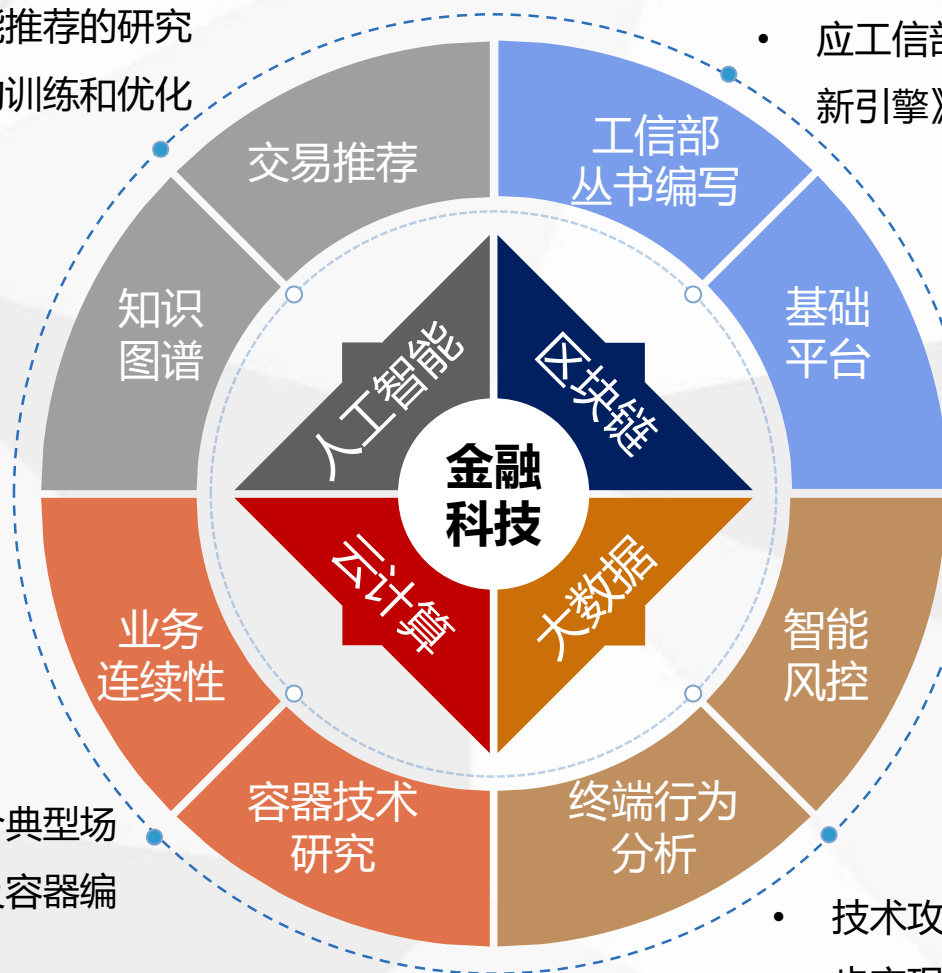 能推荐的研究
训练和优化
应工信部
新引擎》
交易推荐
工信部
丛书编写
知识
图谱
基础
平台
人工智能
区块链
金融
科技
云计算
大数据
业务
连续性
智能
风控
容器技术
研究
终端行为
分析
典型场
容器编
技术攻